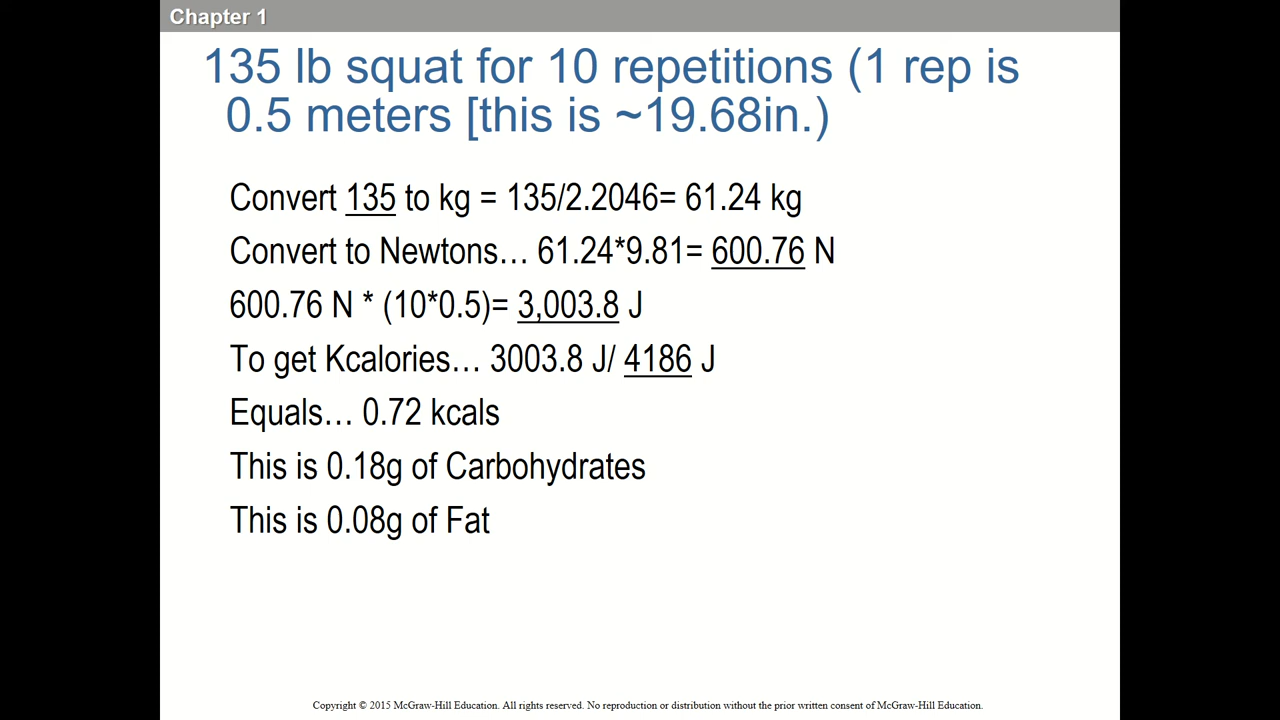 Chapter 1
135 lb squat for 10 repetitions (1 rep is
0.5 meters [this is ~19.68in.)
Convert 135 to kg = 135/2.2046= 61.24 kg
Convert to Newtons… 61.24*9.81= 600.76 N
600.76 N * (10*0.5)= 3,003.8 J
To get Kcalories… 3003.8 J/ 4186 J
Equals… 0.72 kcals
This is 0.18g of Carbohydrates
This is 0.08g of Fat
Copyright © 2015 McGraw-Hill Education. All rights reserved. No reproduction or distribution without the prior written consent of McGraw-Hill Education.